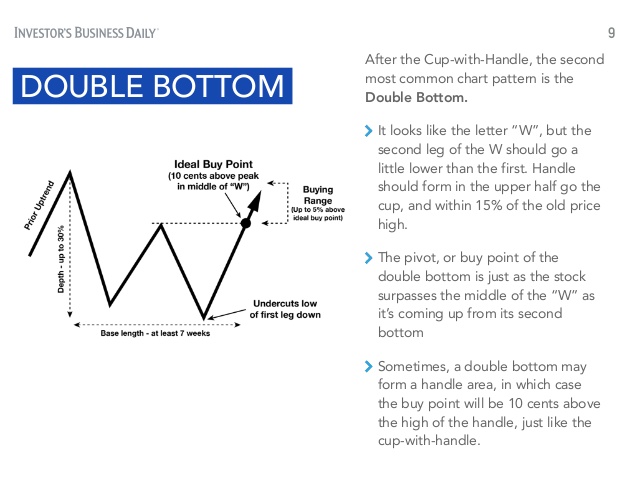 INVESTOR'S BUSINESS DAILY
9
DOUBLE BOTTOM
After the Cup-with-Handle, the second
most common chart pattern is the
Double Bottom.
It looks like the letter “W”, but the
second leg of the W should go a
little lower than the first. Handle
should form in the upper half go the
cup, and within 15% of the old price
high.
The pivot, or buy point of the
double bottom is just as the stock
surpasses the middle of the “W” as
it’s coming up from its second
bottom
Sometimes, a double bottom may
form a handle area, in which case
the buy point will be 10 cents above
the high of the handle, just like the
cup-with-handle.
Ideal Buy Point
(10 cents above peak
in middle of “W”)
Prior Uptrend
Buying
Range
(Up to 5% above
ideal buy point)
Depth - up to 30%
Undercuts low
of first leg down
Base length - at least 7 weeks